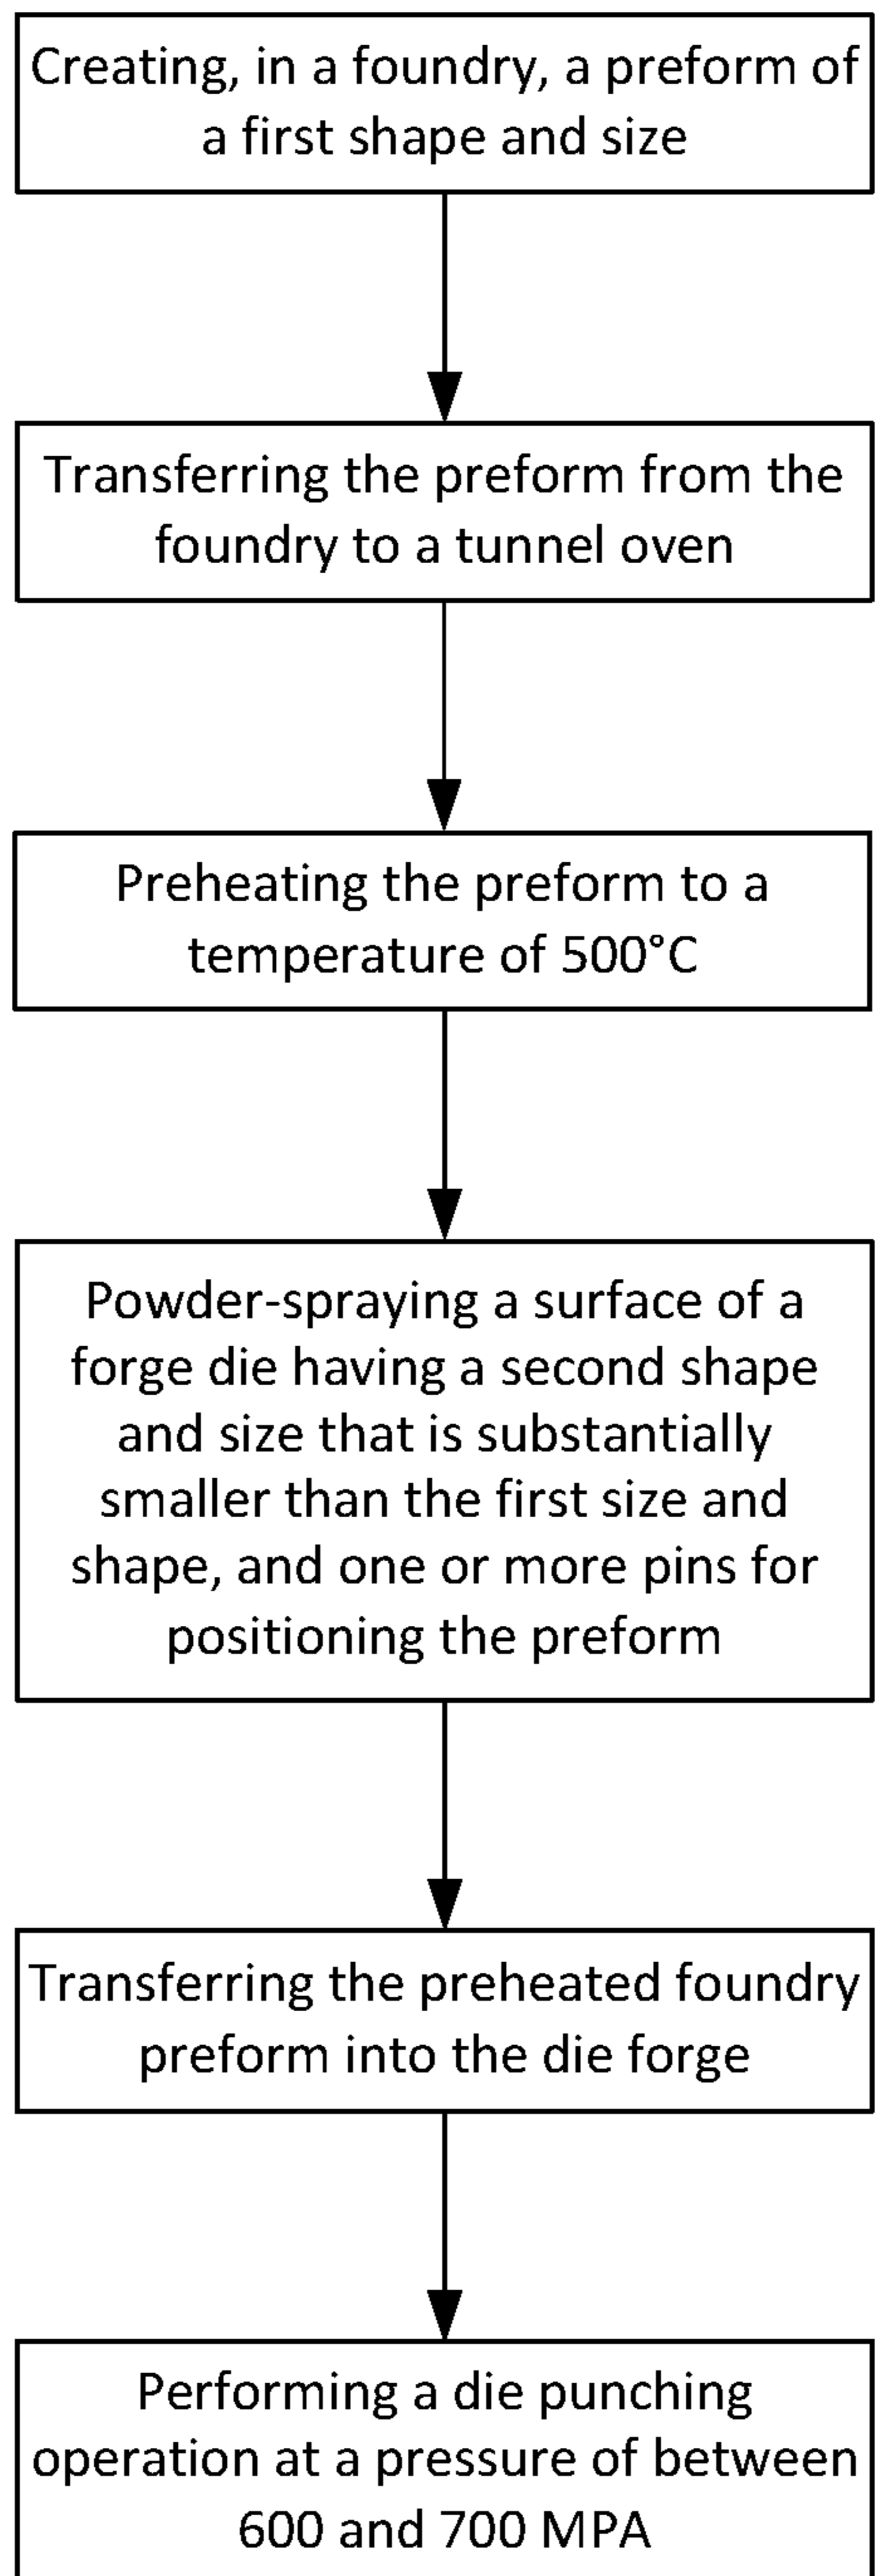 Creating, in a foundry, a preform of
a first shape and size
Transferring the preform from the
foundry to a tunnel oven
Preheating the preform to a
temperature of 500°C
Powder-spraying a surface of a
forge die having a second shape
and size that is substantially
smaller than the first size and
shape, and one or more pins for
positioning the preform
Transferring the preheated foundry
preform into the die forge
Performing a die punching
operation at a pressure of between
600 and 700 MPA